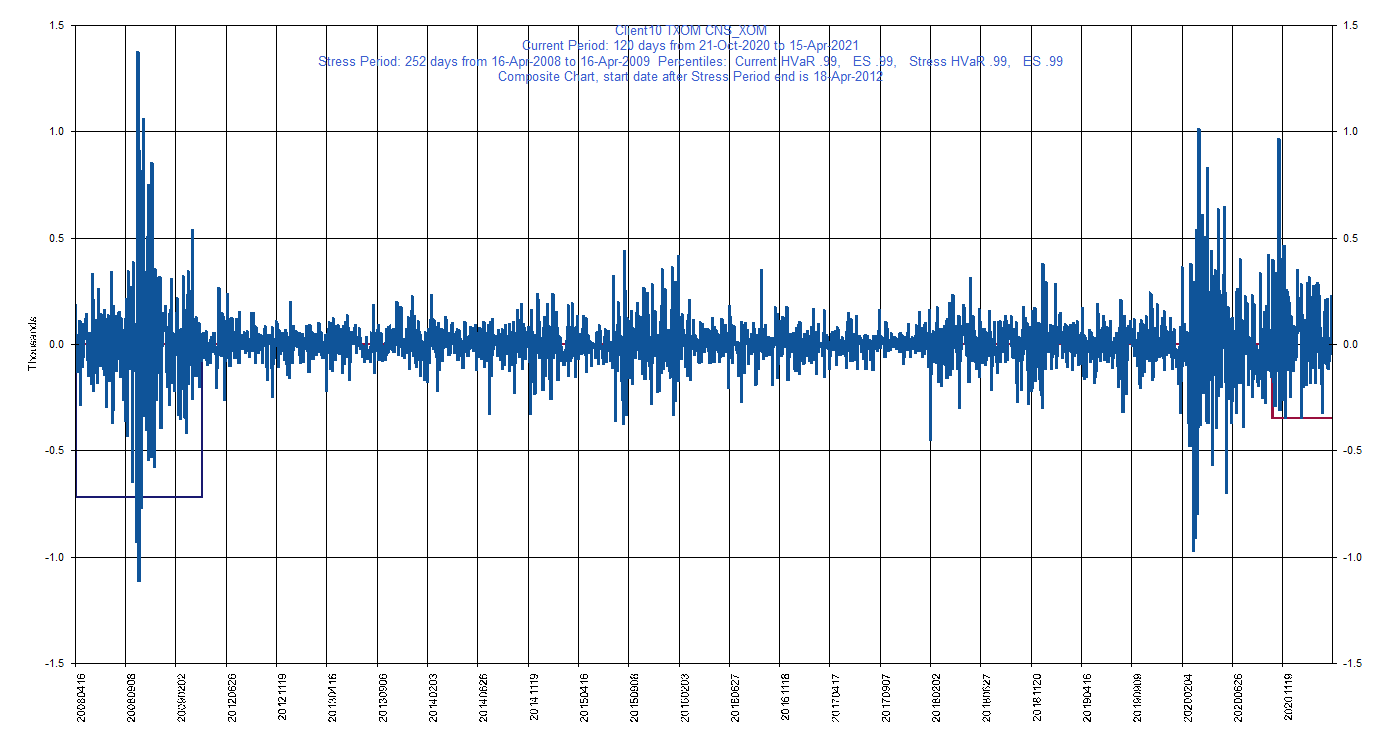 Client10 TXOM CNS_XOM
Current Period: 120 days from 21-Oct-2020 to 15-Apr-2021
Stress Period: 252 days from 16-Apr-2008 to 16-Apr-2009 Percentiles: Current HVaR .99, ES .99, Stress HVaR .99, ES .99
Composite Chart, start date after Stress Period end is 18-Apr-2012
1.5 1.5
1.0 1.0
0.5 0.5
0.0 0.0
-0.5 -0.5
-1.0 -1.0
-1.5 -1.5
Thousands
20080416 20080908 20090202 20120626 20121119 20130416 20130906 20140203 20140626 20141119 20150416 20150908 20160203 20160627 20161118 20170417 20170907 20180202 20180627 20181120 20190416 20190909 20200204 20200626 20201119